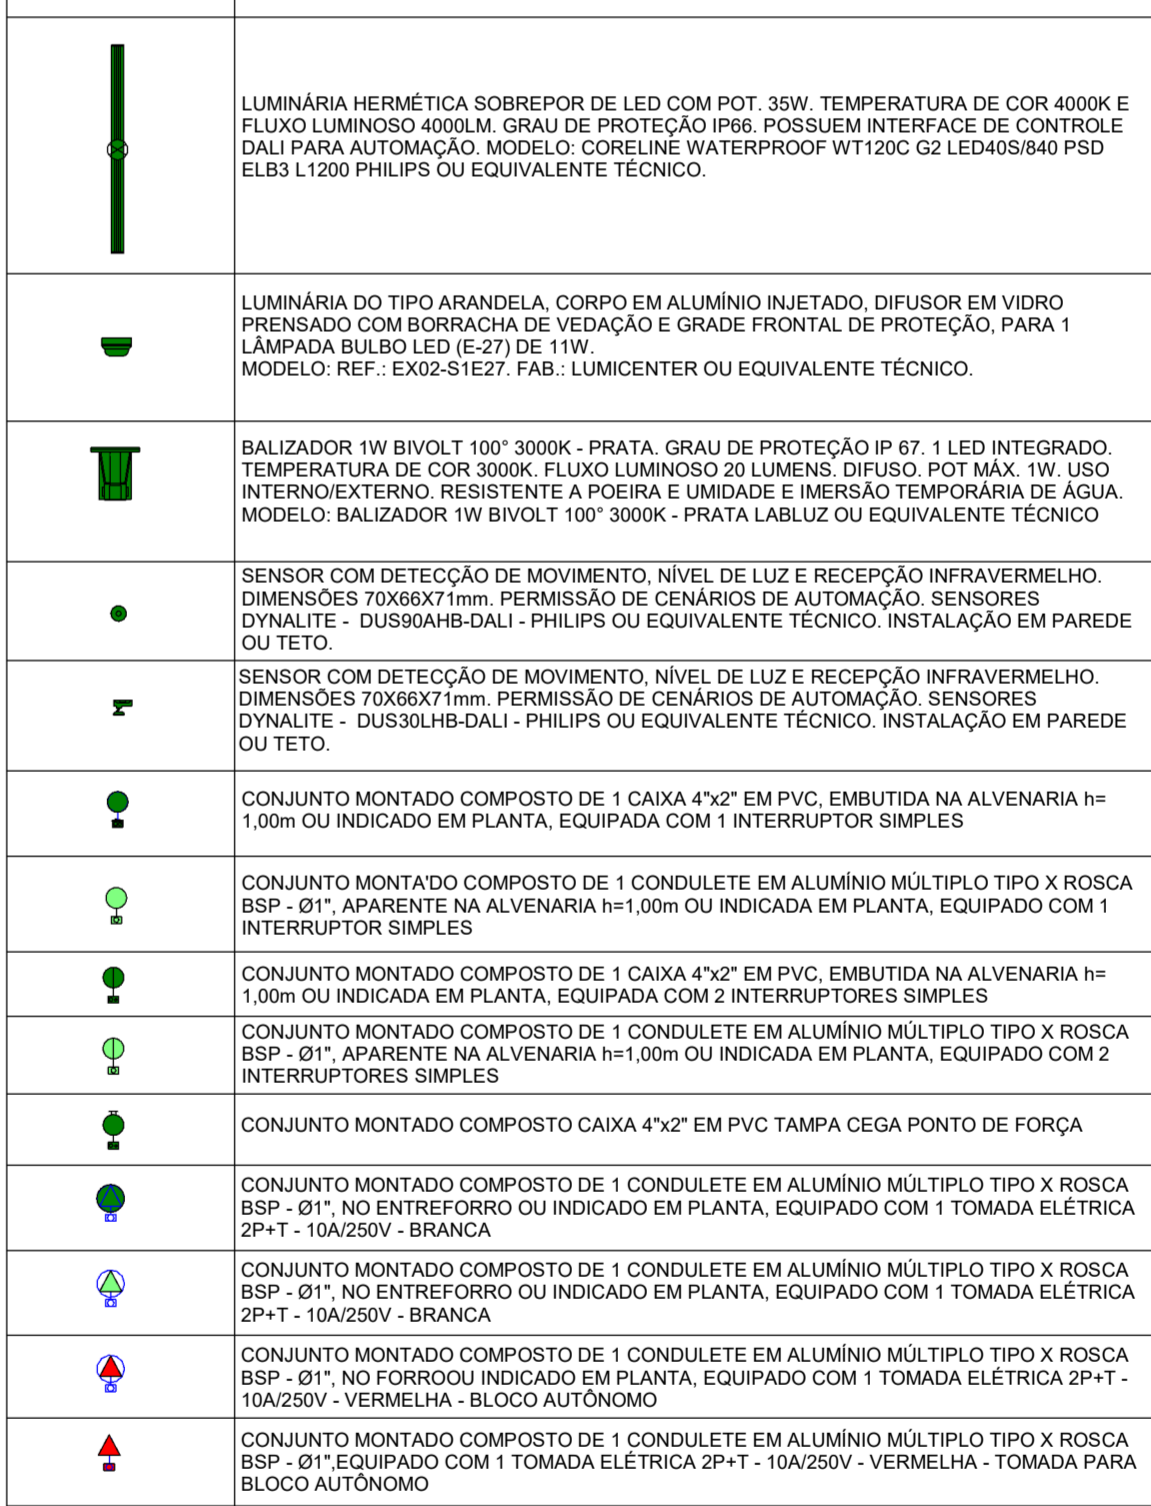 LUMINÁRIA HERMÉTICA SOBREPOR DE LED COM POT. 35W. TEMPERATURA DE COR 4000K E
FLUXO LUMINOSO 4000LM. GRAU DE PROTEÇÃO IP66. POSSUEM INTERFACE DE CONTROLE
DALI PARA AUTOMAÇÃO. MODELO: CORELINE WATERPROOF WT120C G2 LED40S/840 PSD
ELB3 L1200 PHILIPS OU EQUIVALENTE TÉCNICO.
LUMINÁRIA DO TIPO ARANDELA, CORPO EM ALUMÍNIO INJETADO, DIFUSOR EM VIDRO
PRENSADO COM BORRACHA DE VEDAÇÃO E GRADE FRONTAL DE PROTEÇÃO, PARA 1
LÂMPADA BULBO LED (E-27) DE 11W.
MODELO: REF.: EX02-S1E27. FAB.: LUMICENTER OU EQUIVALENTE TÉCNICO.
BALIZADOR 1W BIVOLT 100° 3000K - PRATA. GRAU DE PROTEÇÃO IP 67. 1 LED INTEGRADO.
TEMPERATURA DE COR 3000K. FLUXO LUMINOSO 20 LUMENS. DIFUSO. POT MÁX. 1W. USO
INTERNO/EXTERNO. RESISTENTE A POEIRA E UMIDADE E IMERSÃO TEMPORÁRIA DE ÁGUA.
MODELO: BALIZADOR 1W BIVOLT 100° 3000K - PRATA LABLUZ OU EQUIVALENTE TÉCNICO
SENSOR COM DETECÇÃO DE MOVIMENTO, NÍVEL DE LUZ E RECEPÇÃO INFRAVERMELHO.
DIMENSÕES 70X66X71mm. PERMISSÃO DE CENÁRIOS DE AUTOMAÇÃO. SENSORES
DYNALITE - DUS90AHB-DALI - PHILIPS OU EQUIVALENTE TÉCNICO. INSTALAÇÃO EM PAREDE
OU TETO.
SENSOR COM DETECÇÃO DE MOVIMENTO, NÍVEL DE LUZ E RECEPÇÃO INFRAVERMELHO.
DIMENSÕES 70X66X71mm. PERMISSÃO DE CENÁRIOS DE AUTOMAÇÃO. SENSORES
DYNALITE - DUS30LHB-DALI - PHILIPS OU EQUIVALENTE TÉCNICO. INSTALAÇÃO EM PAREDE
OU TETO.
CONJUNTO MONTADO COMPOSTO DE 1 CAIXA 4"x2" EM PVC, EMBUTIDA NA ALVENARIA h=
1,00m OU INDICADO EM PLANTA, EQUIPADA COM 1 INTERRUPTOR SIMPLES
CONJUNTO MONTA'DO COMPOSTO DE 1 CONDULETE EM ALUMÍNIO MÚLTIPLO TIPO X ROSCA
BSP - Ø1", APARENTE NA ALVENARIA h=1,00m OU INDICADA EM PLANTA, EQUIPADO COM 1
INTERRUPTOR SIMPLES
CONJUNTO MONTADO COMPOSTO DE 1 CAIXA 4"x2" EM PVC, EMBUTIDA NA ALVENARIA h=
1,00m OU INDICADA EM PLANTA, EQUIPADA COM 2 INTERRUPTORES SIMPLES
CONJUNTO MONTADO COMPOSTO DE 1 CONDULETE EM ALUMÍNIO MÚLTIPLO TIPO X ROSCA
BSP - Ø1", APARENTE NA ALVENARIA h=1,00m OU INDICADA EM PLANTA, EQUIPADO COM 2
INTERRUPTORES SIMPLES
CONJUNTO MONTADO COMPOSTO CAIXA 4"x2" EM PVC TAMPA CEGA PONTO DE FORÇA
CONJUNTO MONTADO COMPOSTO DE 1 CONDULETE EM ALUMÍNIO MÚLTIPLO TIPO X ROSCA
BSP - Ø1", NO ENTREFORRO OU INDICADO EM PLANTA, EQUIPADO COM 1 TOMADA ELÉTRICA
2P+T - 10A/250V - BRANCA
CONJUNTO MONTADO COMPOSTO DE 1 CONDULETE EM ALUMÍNIO MÚLTIPLO TIPO X ROSCA
BSP - Ø1", NO ENTREFORRO OU INDICADO EM PLANTA, EQUIPADO COM 1 TOMADA ELÉTRICA
2P+T - 10A/250V - BRANCA
CONJUNTO MONTADO COMPOSTO DE 1 CONDULETE EM ALUMÍNIO MÚLTIPLO TIPO X ROSCA
BSP - Ø1", NO FORROOU INDICADO EM PLANTA, EQUIPADO COM 1 TOMADA ELÉTRICA 2P+T -
10A/250V - VERMELHA - BLOCO AUTÔNOMO
CONJUNTO MONTADO COMPOSTO DE 1 CONDULETE EM ALUMÍNIO MÚLTIPLO TIPO X ROSCA
BSP - Ø1",EQUIPADO COM 1 TOMADA ELÉTRICA 2P+T - 10A/250V - VERMELHA - TOMADA PARA
BLOCO AUTÔNOMO